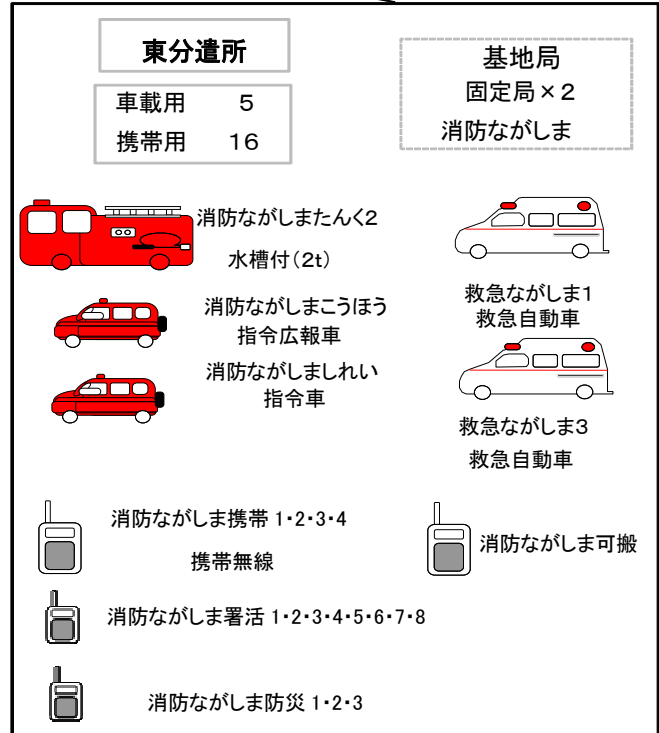 東分遣所
車載用 5
携帯用 16
基地局
固定局×2
消防ながしま
消防ながしまたんく2
水槽付(2t)
消防ながしまこうほう
指令広報車
消防ながしましれい
指令車
救急ながしま1
救急自動車
救急ながしま3
救急自動車
消防ながしま携帯 1・2・3・4
携帯無線
消防ながしま可搬
消防ながしま署活 1・2・3・4・5・6・7・8
消防ながしま防災 1・2・3